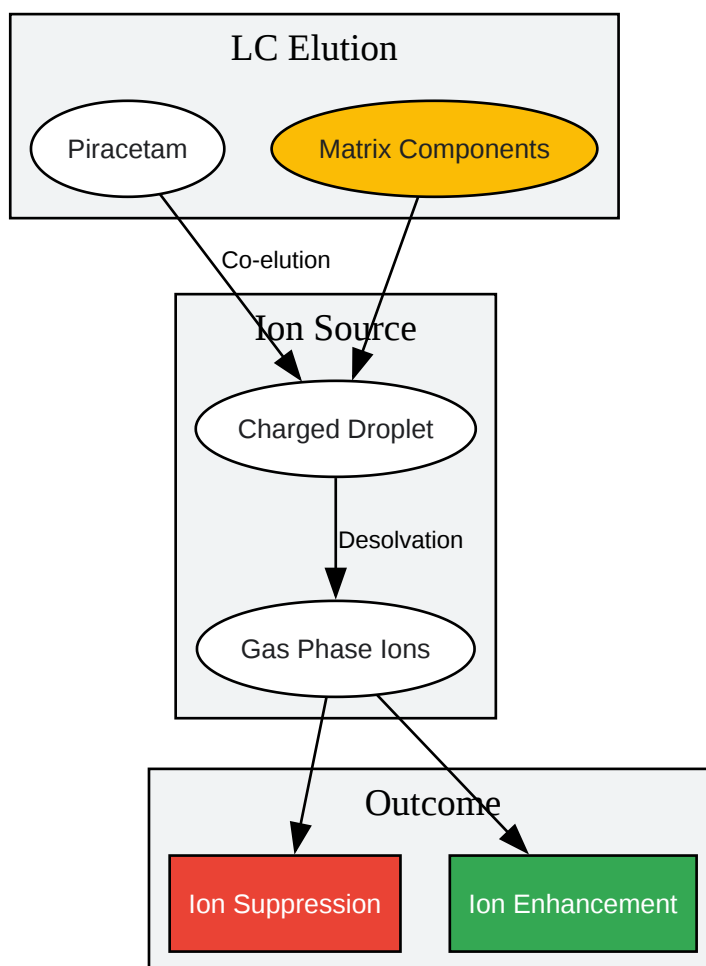 LC Elution
Piracetam
Matrix Components
Co-elution
Ion Source
Charged Droplet
Desolvation
Gas Phase Ions
Outcome
Ion Suppression
Ion Enhancement